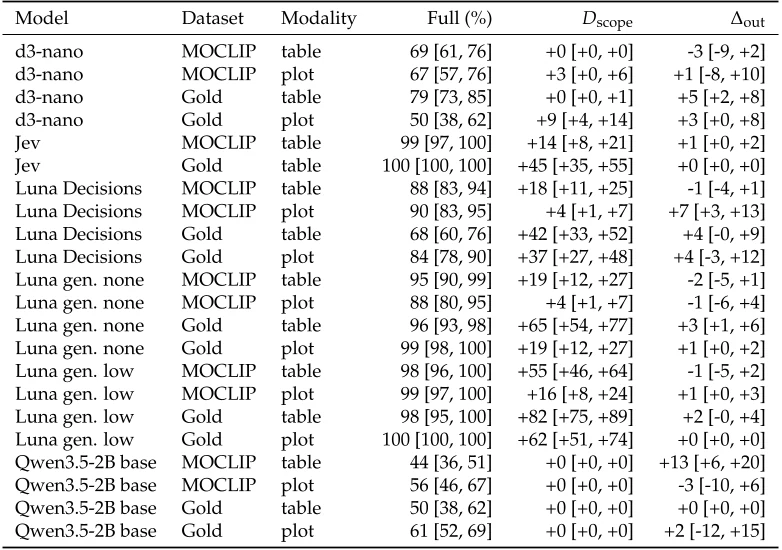 Model Dataset Modality Full (%) Dscope Δout
d3-nano MOCLIP table 69 [61, 76] +0 [+0, +0] -3 [-9, +2]
d3-nano MOCLIP plot 67 [57, 76] +3 [+0, +6] +1 [-8, +10]
d3-nano Gold table 79 [73, 85] +0 [+0, +1] +5 [+2, +8]
d3-nano Gold plot 50 [38, 62] +9 [+4, +14] +3 [+0, +8]
Jev MOCLIP table 99 [97, 100] +14 [+8, +21] +1 [+0, +2]
Jev Gold table 100 [100, 100] +45 [+35, +55] +0 [+0, +0]
Luna Decisions MOCLIP table 88 [83, 94] +18 [+11, +25] -1 [-4, +1]
Luna Decisions MOCLIP plot 90 [83, 95] +4 [+1, +7] +7 [+3, +13]
Luna Decisions Gold table 68 [60, 76] +42 [+33, +52] +4 [-0, +9]
Luna Decisions Gold plot 84 [78, 90] +37 [+27, +48] +4 [-3, +12]
Luna gen. none MOCLIP table 95 [90, 99] +19 [+12, +27] -2 [-5, +1]
Luna gen. none MOCLIP plot 88 [80, 95] +4 [+1, +7] -1 [-6, +4]
Luna gen. none Gold table 96 [93, 98] +65 [+54, +77] +3 [+1, +6]
Luna gen. none Gold plot 99 [98, 100] +19 [+12, +27] +1 [+0, +2]
Luna gen. low MOCLIP table 98 [96, 100] +55 [+46, +64] -1 [-5, +2]
Luna gen. low MOCLIP plot 99 [97, 100] +16 [+8, +24] +1 [+0, +3]
Luna gen. low Gold table 98 [95, 100] +82 [+75, +89] +2 [-0, +4]
Luna gen. low Gold plot 100 [100, 100] +62 [+51, +74] +0 [+0, +0]
Qwen3.5-2B base MOCLIP table 44 [36, 51] +0 [+0, +0] +13 [+6, +20]
Qwen3.5-2B base MOCLIP plot 56 [46, 67] +0 [+0, +0] -3 [-10, +6]
Qwen3.5-2B base Gold table 50 [38, 62] +0 [+0, +0] +0 [+0, +0]
Qwen3.5-2B base Gold plot 61 [52, 69] +0 [+0, +0] +2 [-12, +15]